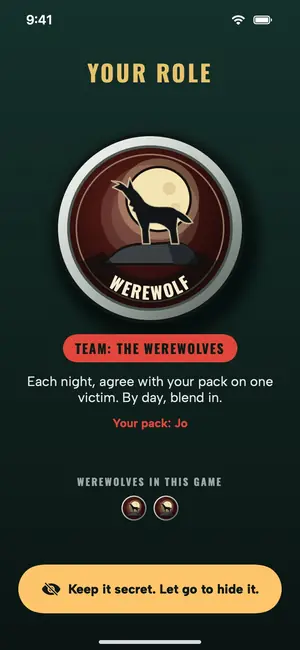 9:41
YOUR ROLE
WEREWOLF
TEAM: THE WEREWOLVES
Each night, agree with your pack on one
victim. By day, blend in.
Your pack: Jo
WEREWOLVES IN THIS GAME
Keep it secret. Let go to hide it.